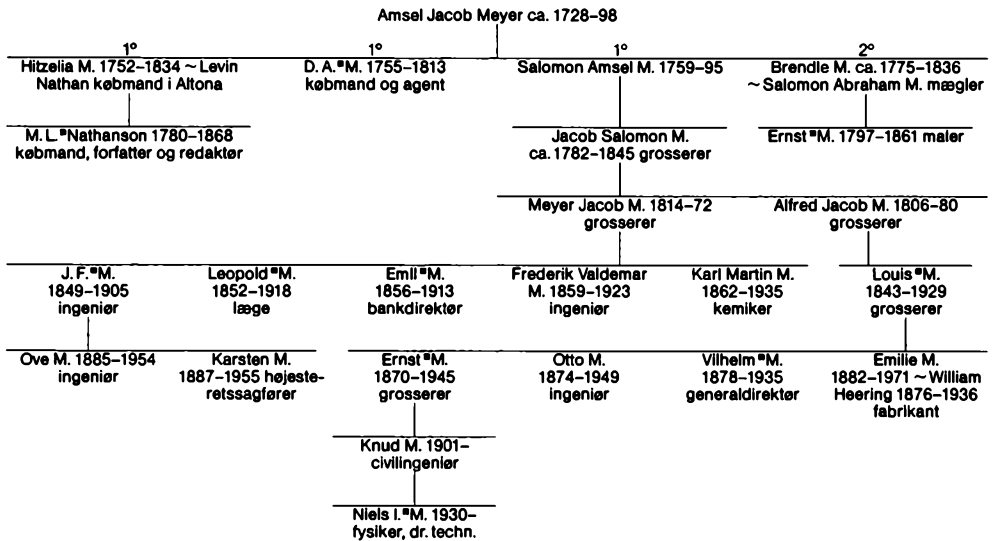 Amsel Jacob Meyer ca. 1728–98
1°
1°
1°
2°
Hitzelia M. 1752–1834 ~ Levin
Nathan købmand i Altona
D. A. ▪M. 1755–1813
købmand og agent
Salomon Amsel M. 1759–95
Brendle M. ca. 1775–1836
~ Salomon Abraham M. mægler
M. L. ▪Nathanson 1780–1868
købmand, forfatter og redaktør
Jacob Salomon M.
ca. 1782–1845 grosserer
Ernst ▪M. 1797–1861 maler
Meyer Jacob M. 1814–72
grosserer
Alfred Jacob M. 1806–80
grosserer
J. F. ▪M.
1849–1905
ingeniør
Leopold ▪M.
1852–1918
læge
Emil ▪M.
1856–1913
bankdirektør
Frederik Valdemar
M. 1859–1923
ingeniør
Karl Martin M.
1862–1935
kemiker
Louis ▪M.
1843–1929
grosserer
Ove M. 1885–1954
ingeniør
Karsten M.
1887–1955 højeste-
retssagfører
Ernst ▪M.
1870–1945
grosserer
Otto M.
1874–1949
ingeniør
Vilhelm ▪M.
1878–1935
generaldirektør
Emilie M.
1882–1971 ~ William
Heering 1876–1936
fabrikant
Knud M. 1901–
civilingeniør
Niels I. ▪M. 1930–
fysiker, dr. techn.